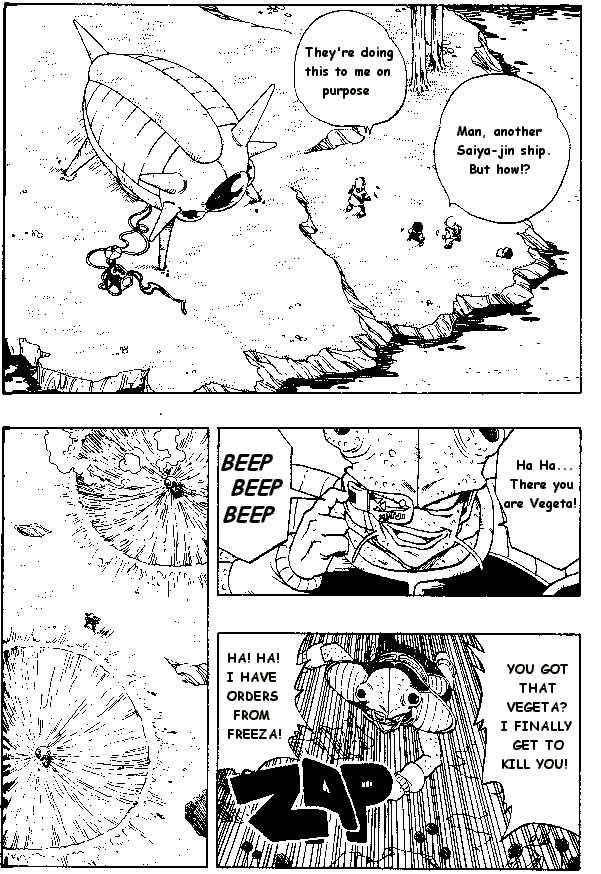 They're doing
this to me on
purpose
Man, another
Saiya-jin ship.
But how!?
BEEP
BEEP
BEEP
Ha Ha...
There you
are Vegeta!
HA! HA!
I HAVE
ORDERS
FROM
FREEZA!
YOU GOT
THAT
VEGETA?
I FINALLY
GET TO
KILL YOU!
ZAP